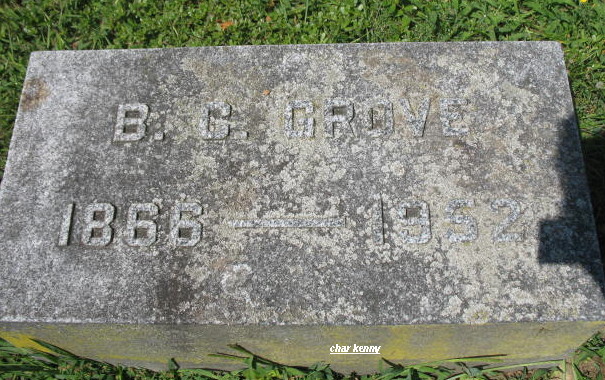 B. G. GROVE
1866 — 1952
char kenny